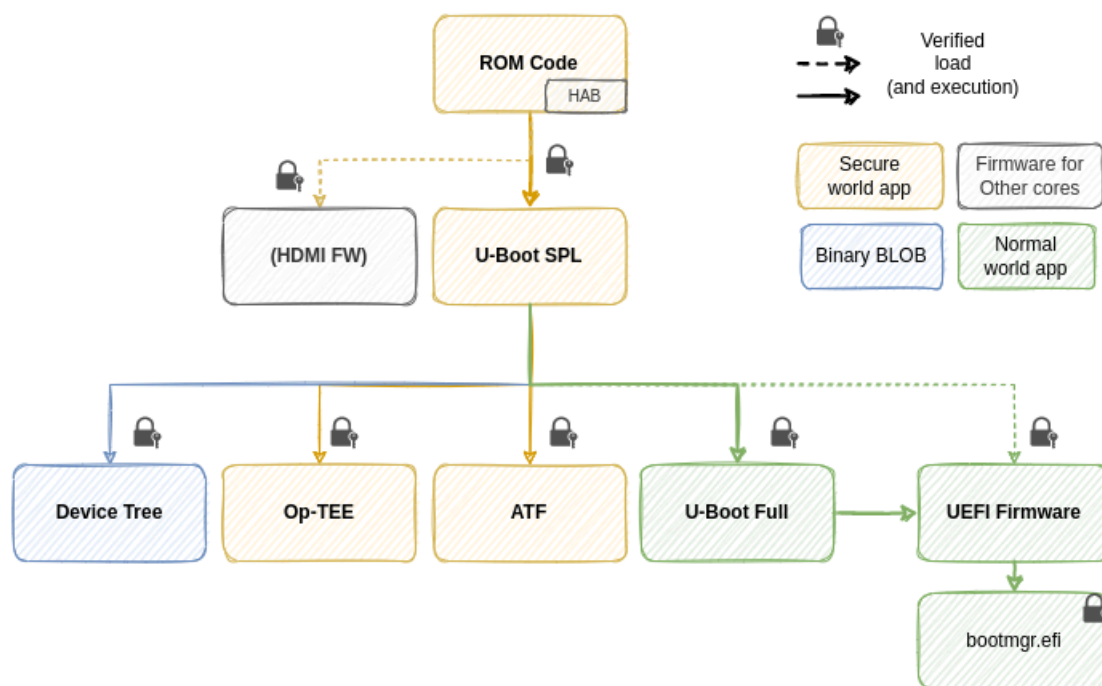 ROM Code
HAB
Verified
load
(and execution)
Secure
world app
Firmware for
Other cores
(HDMI FW)
U-Boot SPL
Binary BLOB
Normal
world app
Device Tree
Op-TEE
ATF
U-Boot Full
UEFI Firmware
bootmgr.efi